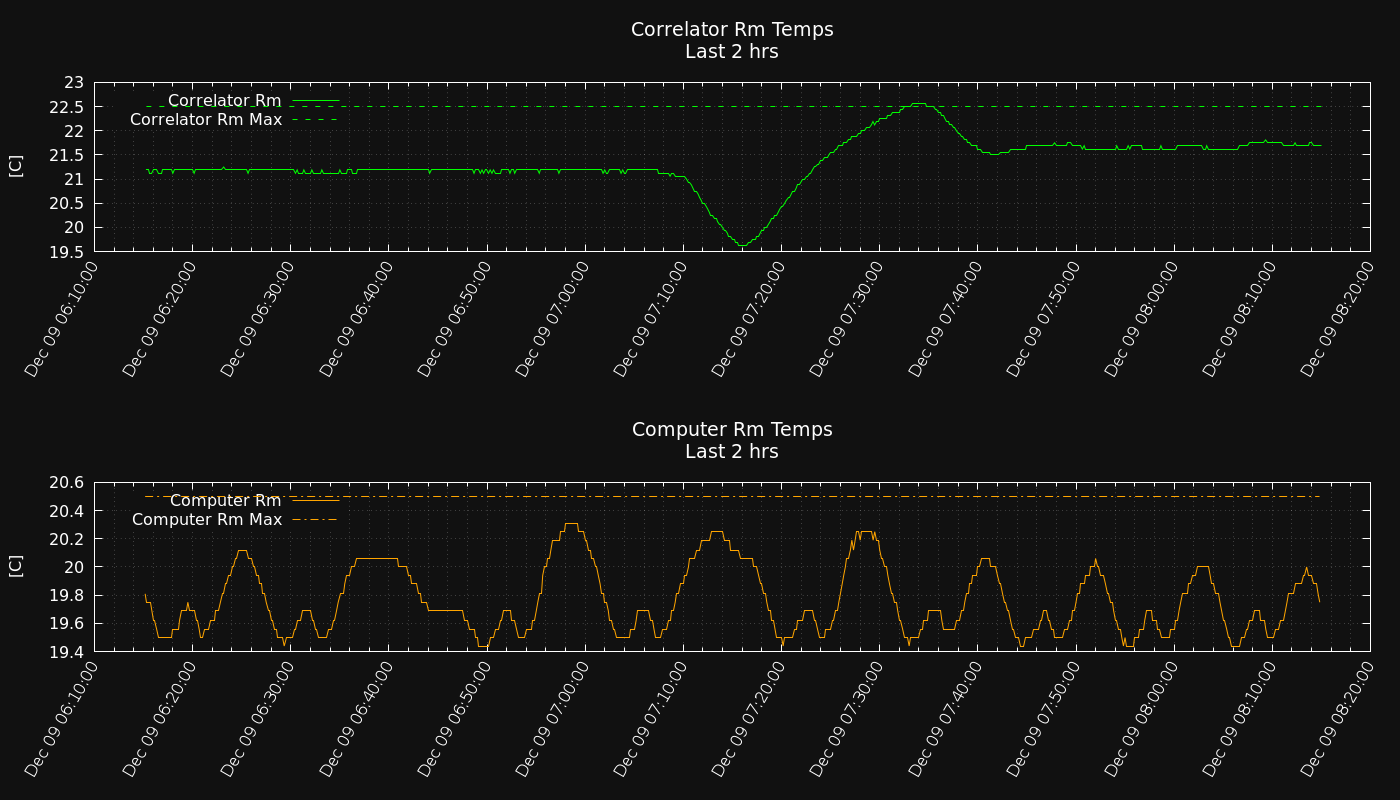 Correlator Rm Temps
Last 2 hrs
[C]
23
22.5
22
21.5
21
20.5
20
19.5
Correlator Rm
Correlator Rm Max
Dec 09 06:10:00
Dec 09 06:20:00
Dec 09 06:30:00
Dec 09 06:40:00
Dec 09 06:50:00
Dec 09 07:00:00
Dec 09 07:10:00
Dec 09 07:20:00
Dec 09 07:30:00
Dec 09 07:40:00
Dec 09 07:50:00
Dec 09 08:00:00
Dec 09 08:10:00
Dec 09 08:20:00
Computer Rm Temps
Last 2 hrs
[C]
20.6
20.4
20.2
20
19.8
19.6
19.4
Computer Rm
Computer Rm Max
Dec 09 06:10:00
Dec 09 06:20:00
Dec 09 06:30:00
Dec 09 06:40:00
Dec 09 06:50:00
Dec 09 07:00:00
Dec 09 07:10:00
Dec 09 07:20:00
Dec 09 07:30:00
Dec 09 07:40:00
Dec 09 07:50:00
Dec 09 08:00:00
Dec 09 08:10:00
Dec 09 08:20:00